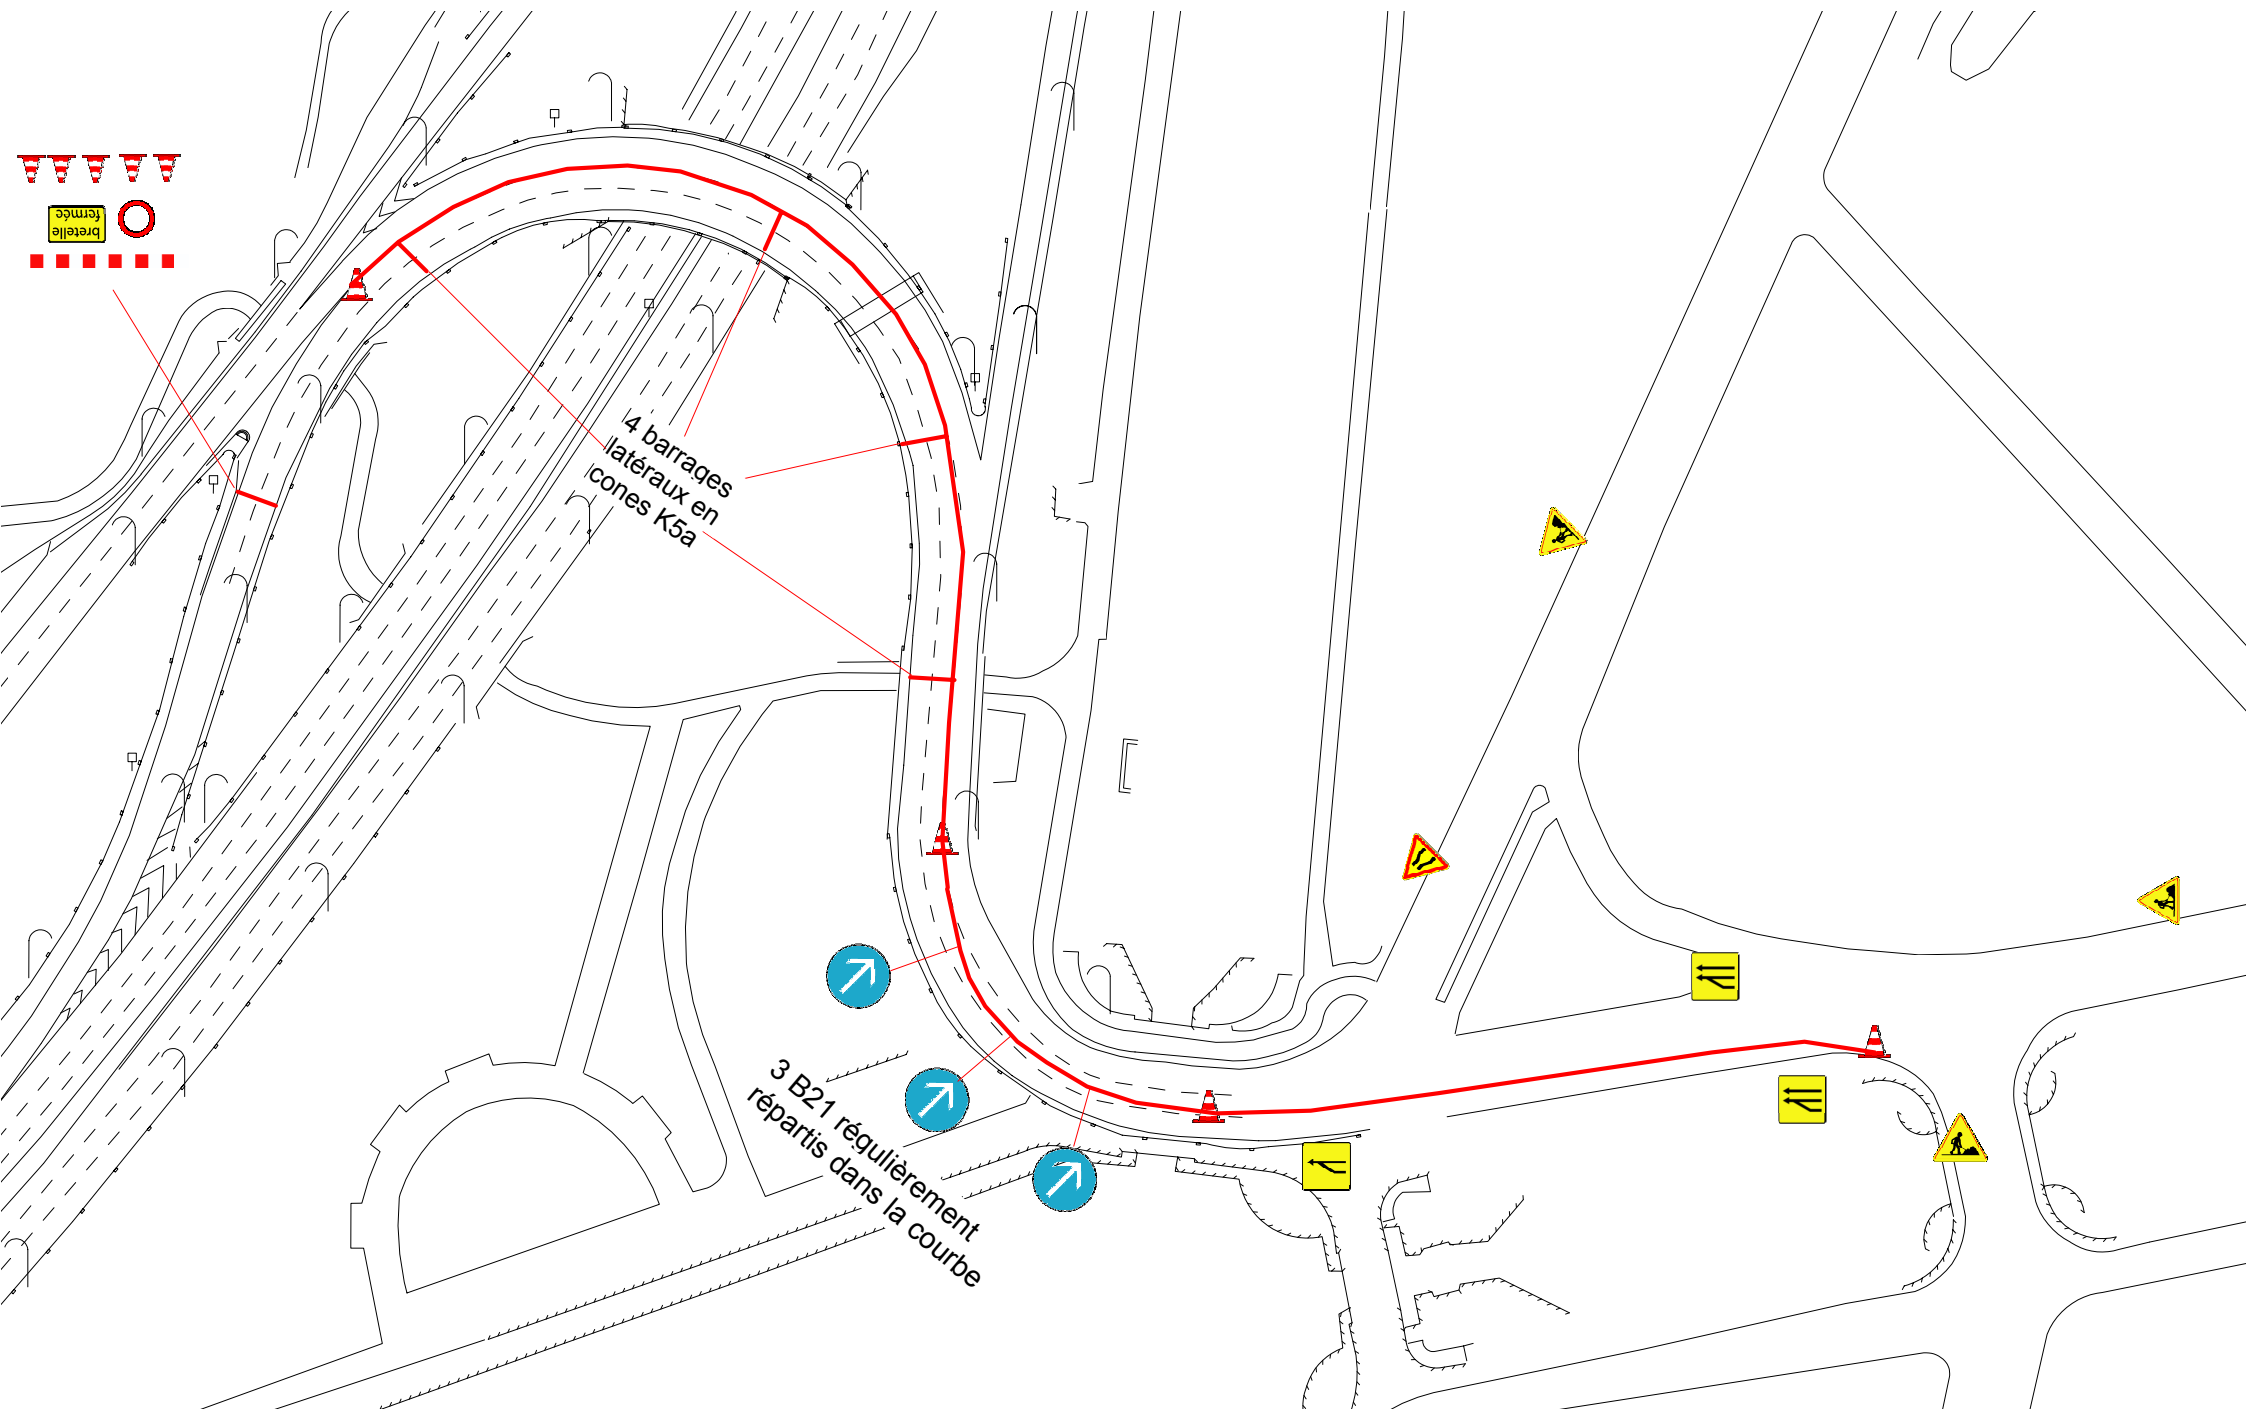 bretelle
fermée
4 barrages
latéraux en
cones K5a
3 B21 régulièrement
répartis dans la courbe